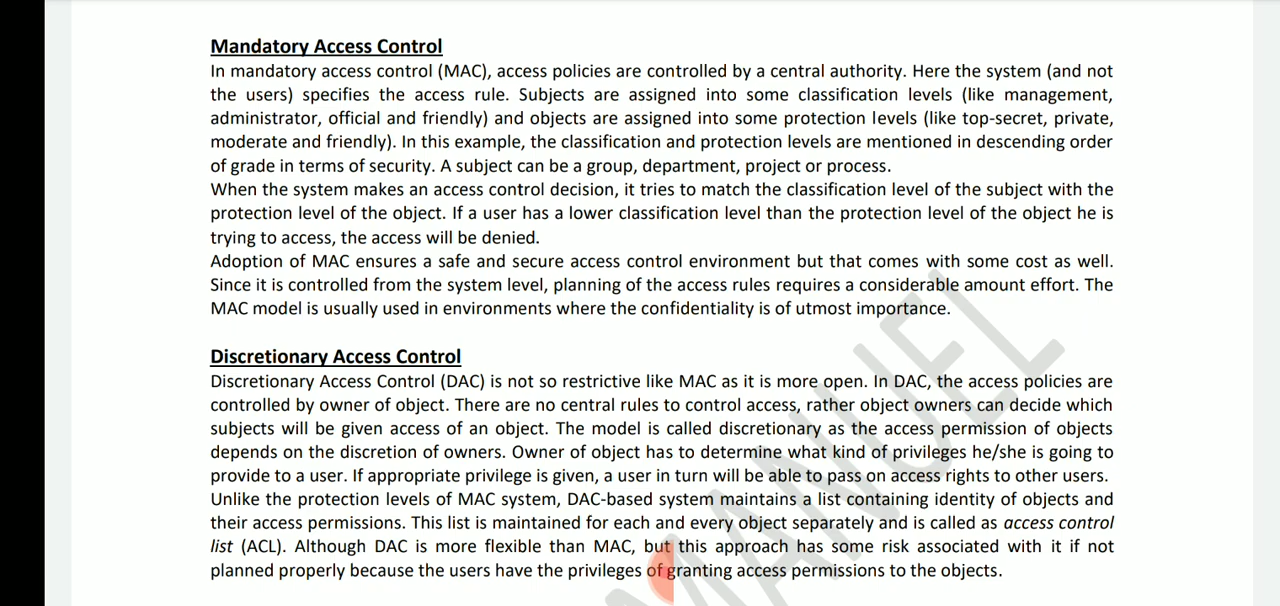 Mandatory Access Control
In mandatory access control (MAC), access policies are controlled by a central authority. Here the system (and not
the users) specifies the access rule. Subjects are assigned into some classification levels (like management,
administrator, official and friendly) and objects are assigned into some protection levels (like top-secret, private,
moderate and friendly). In this example, the classification and protection levels are mentioned in descending order
of grade in terms of security. A subject can be a group, department, project or process.
When the system makes an access control decision, it tries to match the classification level of the subject with the
protection level of the object. If a user has a lower classification level than the protection level of the object he is
trying to access, the access will be denied.
Adoption of MAC ensures a safe and secure access control environment but that comes with some cost as well.
Since it is controlled from the system level, planning of the access rules requires a considerable amount effort. The
MAC model is usually used in environments where the confidentiality is of utmost importance.
Discretionary Access Control
Discretionary Access Control (DAC) is not so restrictive like MAC as it is more open. In DAC, the access policies are
controlled by owner of object. There are no central rules to control access, rather object owners can decide which
subjects will be given access of an object. The model is called discretionary as the access permission of objects
depends on the discretion of owners. Owner of object has to determine what kind of privileges he/she is going to
provide to a user. If appropriate privilege is given, a user in turn will be able to pass on access rights to other users.
Unlike the protection levels of MAC system, DAC-based system maintains a list containing identity of objects and
their access permissions. This list is maintained for each and every object separately and is called as access control
list (ACL). Although DAC is more flexible than MAC, but this approach has some risk associated with it if not
planned properly because the users have the privileges of granting access permissions to the objects.
MANUEL